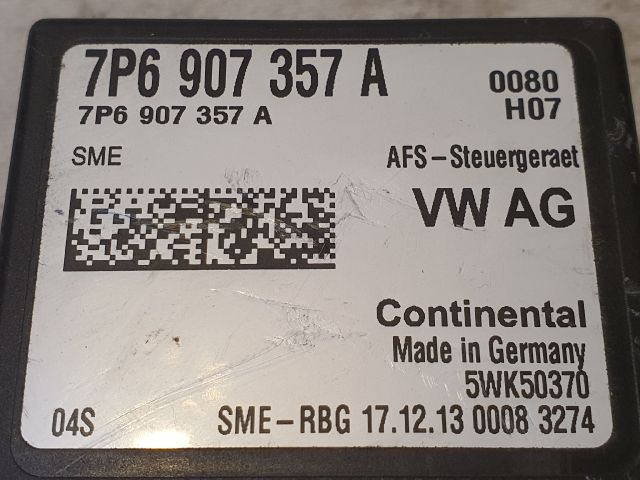 7P6 907 357 A
0080
7P6 907 357 A
H07
SME
AFS-Steuergeraet
VW AG
Continental
Made in Germany
5WK50370
04S
SME-RBG 17.12.13 0008 3274